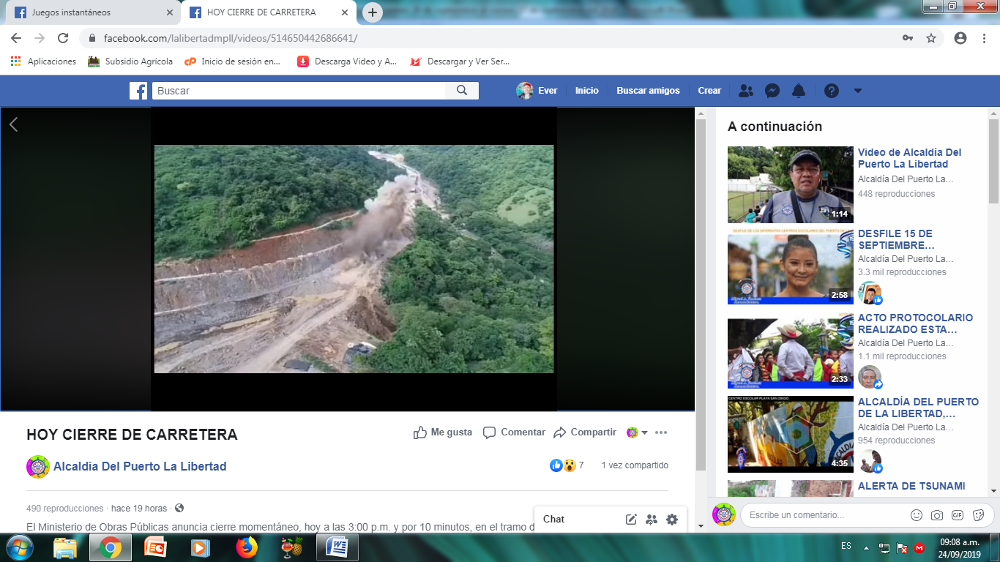 Juegos instantáneos
HOY CIERRE DE CARRETERA
facebook.com/lalibertadmpll/videos/514650442686641/
Aplicaciones
Subsidio Agrícola
Inicio de sesión en...
Descarga Video y A...
Descargar y Ver Ser...
Buscar
Ever
Inicio
Buscar amigos
Crear
A continuación
Video de Alcaldía Del
Puerto La Libertad
Alcaldía Del Puerto La...
448 reproducciones
1:14
DESFILE 15 DE
SEPTIEMBRE...
Alcaldía Del Puerto La...
3.3 mil reproducciones
2:58
ACTO PROTOCOLARIO
REALIZADO ESTA...
Alcaldía Del Puerto La...
1.1 mil reproducciones
2:33
CENTRO ESCOLAR PLAYA SAN DIEGO
ALCALDÍA DEL PUERTO
DE LA LIBERTAD,...
Alcaldía Del Puerto La...
954 reproducciones
4:35
ALERTA DE TSUNAMI
HOY CIERRE DE CARRETERA
Me gusta
Comentar
Compartir
Alcaldía Del Puerto La Libertad
7
1 vez compartido
490 reproducciones · hace 19 horas ·
El Ministerio de Obras Públicas anuncia cierre momentáneo, hoy a las 3:00 p.m. y por 10 minutos, en el tramo d
Chat
Escribe un comentario...
GIF
ES
09:08 a.m.
24/09/2019